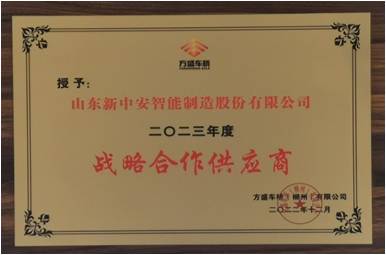 方盛车桥
授予:
山东新中安智能制造股份有限公司
二〇二三年度
战略合作供应商
方盛车桥(柳州)有限公司
二〇二二年十二月